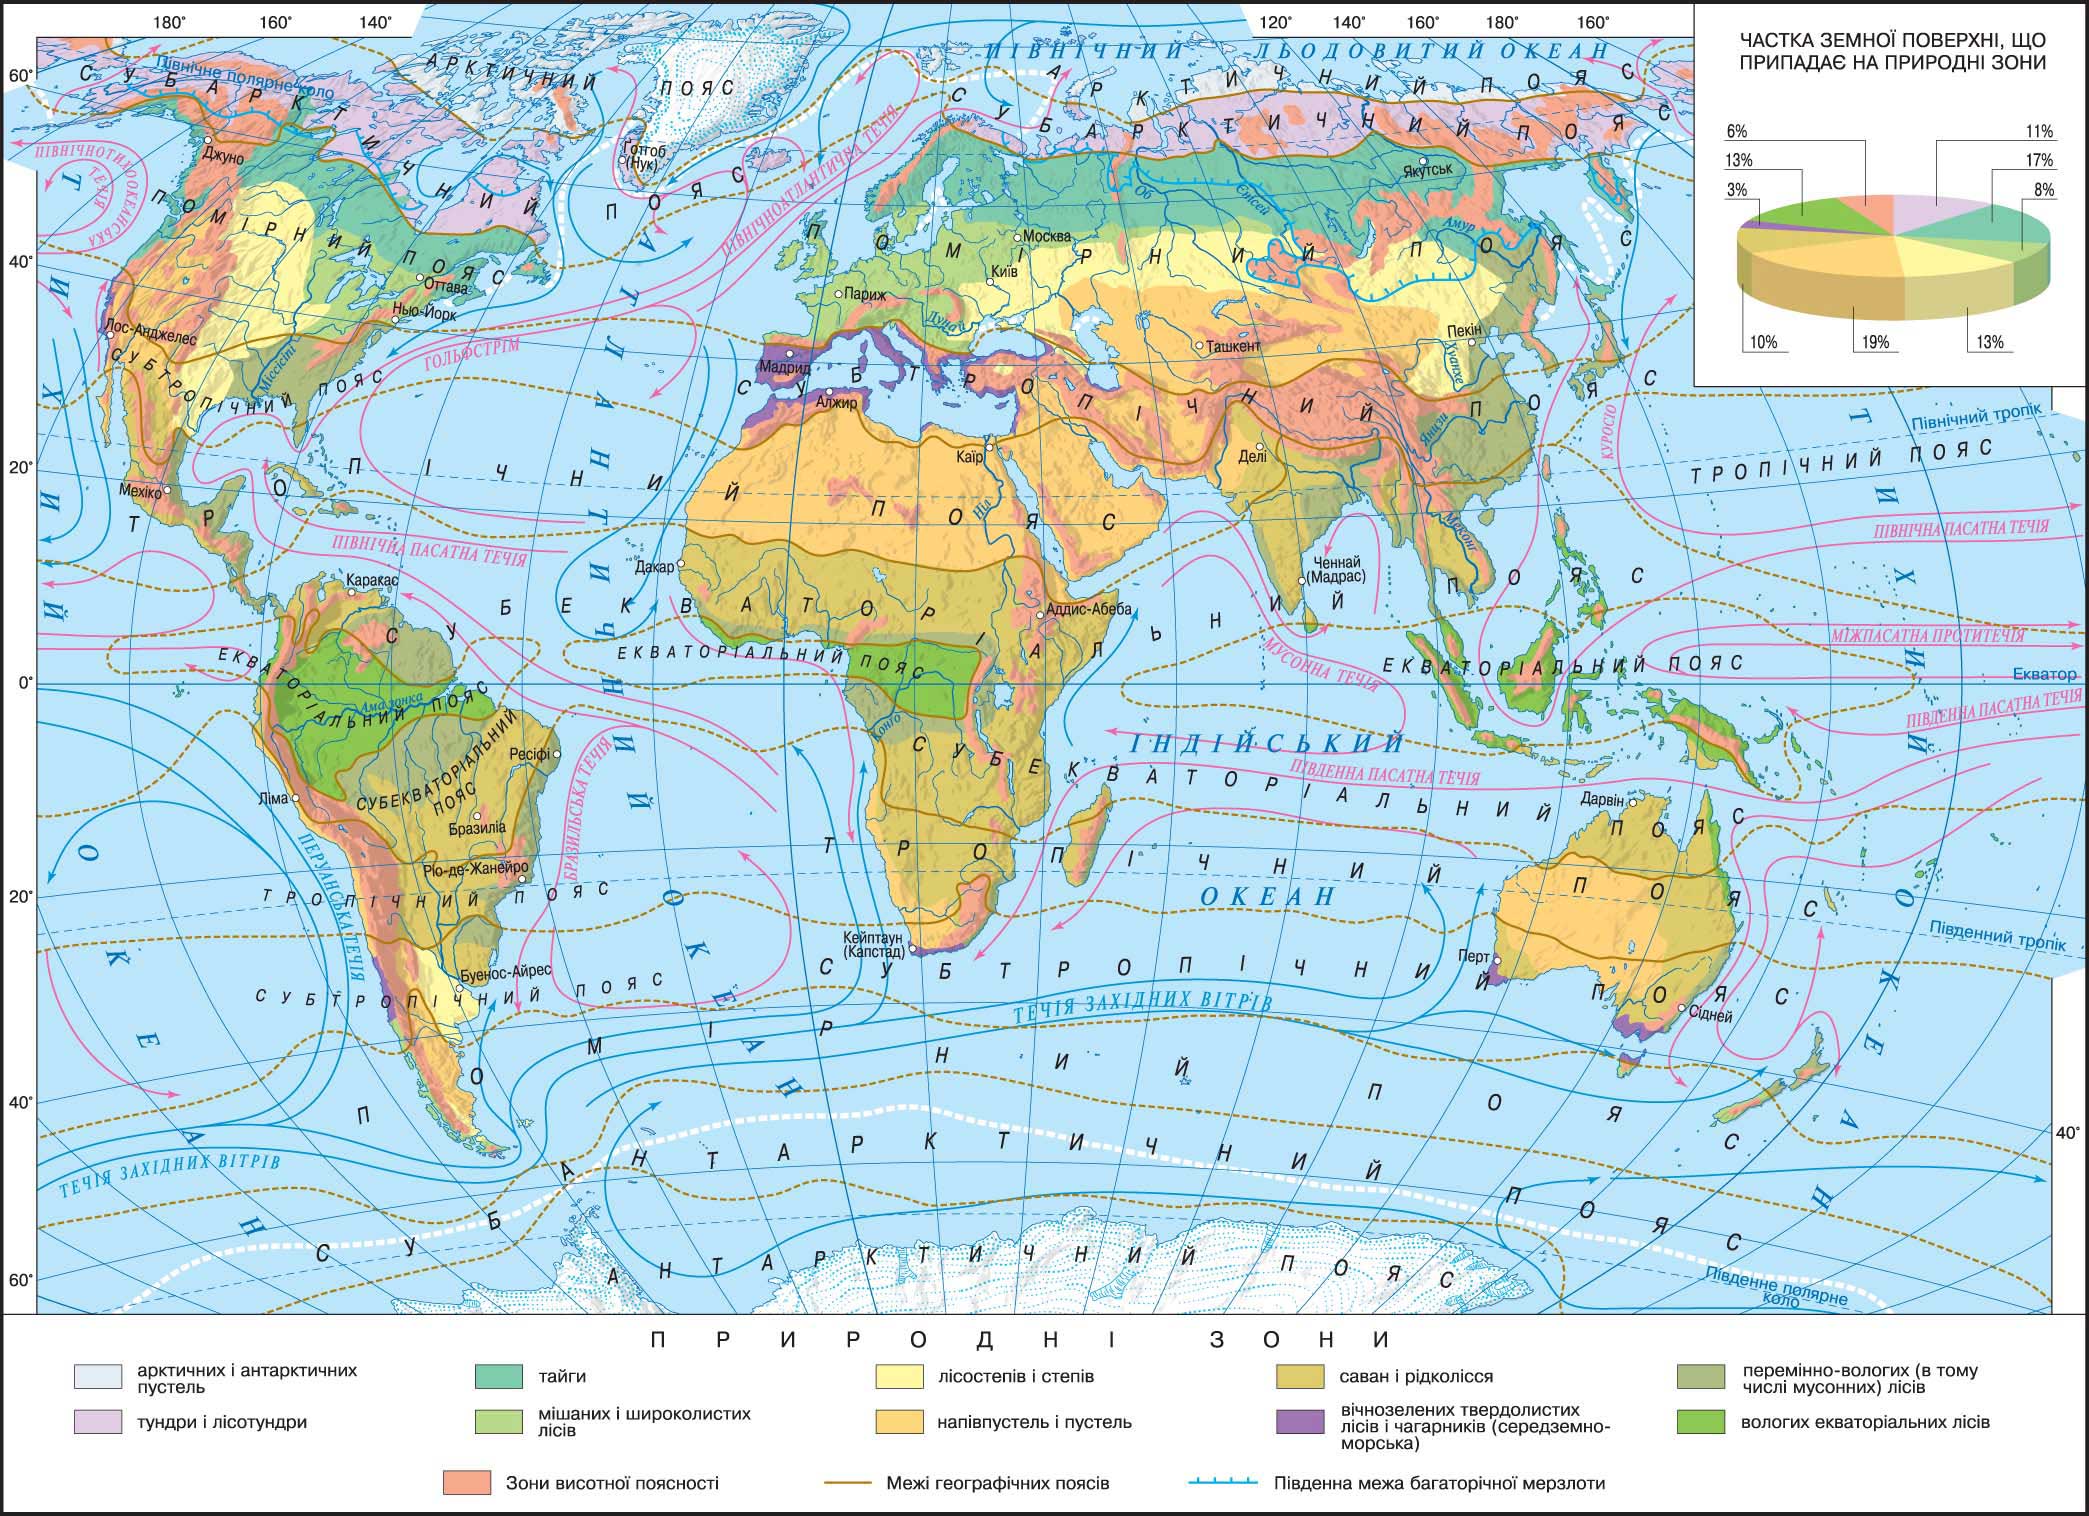 180° 160° 140° 120° 140° 160° 180° 160°
ЧАСТКА ЗЕМНОЇ ПОВЕРХНІ, ЩО
ПРИПАДАЄ НА ПРИРОДНІ ЗОНИ
6% 11%
13% 17%
3% 8%
10% 19% 13%
ПІВНІЧНИЙ ЛЬОДОВИТИЙ ОКЕАН
АРКТИЧНИЙ ПОЯС
АРКТИЧНИЙ ПОЯС
СУБАРКТИЧНИЙ ПОЯС
СУБАРКТИЧНИЙ ПОЯС
Північне полярне коло
60°
ПІВНІЧНОТИХООКЕАНСЬКА
ТЕЧІЯ
ПІВНІЧНОАТЛАНТИЧНА ТЕЧІЯ
Джуно
Готгоб
(Нук)
Якутськ
Об
Єнісей
Амур
ПОМІРНИЙ ПОЯС
ПОМІРНИЙ ПОЯС
Москва
Київ
Париж
Дунай
40°
Оттава
Нью-Йорк
Лос-Анджелес
Міссісіпі
ГОЛЬФСТРІМ
Мадрид
Алжир
Ташкент
Пекін
Хуанхе
Янцзи
СУБТРОПІЧНИЙ ПОЯС
СУБТРОПІЧНИЙ ПОЯС
КУРОСІО
Північний тропік
ТРОПІЧНИЙ ПОЯС
20°
Мехіко
Каїр
Ніл
Делі
Меконг
ТРОПІЧНИЙ ПОЯС
ПІВНІЧНА ПАСАТНА ТЕЧІЯ
ПІВНІЧНА ПАСАТНА ТЕЧІЯ
Дакар
Каракас
Аддис-Абеба
Ченнай
(Мадрас)
СУБЕКВАТОРІАЛЬНИЙ ПОЯС
МУСОННА ТЕЧІЯ
МІЖПАСАТНА ПРОТИТЕЧІЯ
ЕКВАТОРІАЛЬНИЙ ПОЯС
ЕКВАТОРІАЛЬНИЙ ПОЯС
ЕКВАТОРІАЛЬНИЙ ПОЯС
Екватор
0°
Амазонка
Конго
ПІВДЕННА ПАСАТНА ТЕЧІЯ
ТИХИЙ ОКЕАН
АТЛАНТИЧНИЙ ОКЕАН
ІНДІЙСЬКИЙ
ОКЕАН
ТИХИЙ ОКЕАН
ПІВДЕННА ПАСАТНА ТЕЧІЯ
СУБЕКВАТОРІАЛЬНИЙ
ПОЯС
СУБЕКВАТОРІАЛЬНИЙ ПОЯС
Ресіфі
Ліма
Бразиліа
Ріо-де-Жанейро
БРАЗИЛЬСЬКА ТЕЧІЯ
ПЕРУАНСЬКА ТЕЧІЯ
Дарвін
20°
ТРОПІЧНИЙ ПОЯС
ТРОПІЧНИЙ ПОЯС
Південний тропік
Кейптаун
(Капстад)
Перт
Сідней
Буенос-Айрес
СУБТРОПІЧНИЙ ПОЯС
СУБТРОПІЧНИЙ ПОЯС
ТЕЧІЯ ЗАХІДНИХ ВІТРІВ
ПОМІРНИЙ ПОЯС
40° 40°
ТЕЧІЯ ЗАХІДНИХ ВІТРІВ
СУБАНТАРКТИЧНИЙ ПОЯС
АНТАРКТИЧНИЙ ПОЯС
60°
Південне полярне
коло
ПРИРОДНІ ЗОНИ
арктичних і антарктичних
пустель
тайги
лісостепів і степів
саван і рідколісся
перемінно-вологих (в тому
числі мусонних) лісів
тундри і лісотундри
мішаних і широколистих
лісів
напівпустель і пустель
вічнозелених твердолистих
лісів і чагарників (середземно-
морська)
вологих екваторіальних лісів
Зони висотної поясності
Межі географічних поясів
Південна межа багаторічної мерзлоти